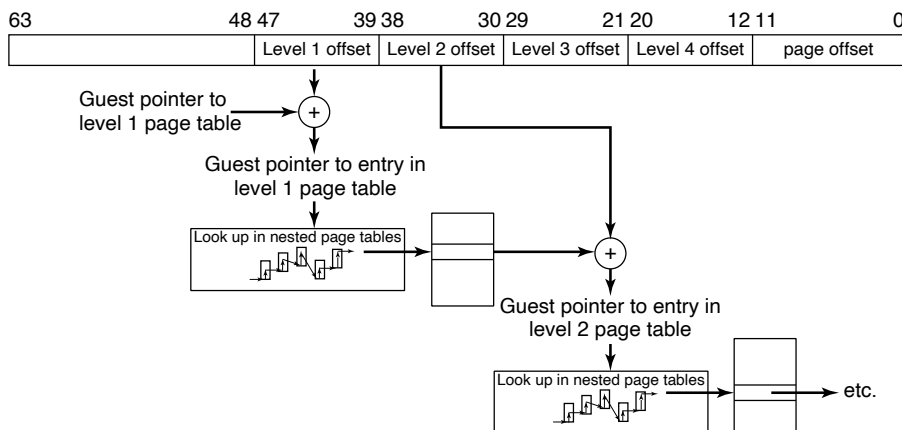 63 48 47 39 38 30 29 21 20 12 11 0
Level 1 offset Level 2 offset Level 3 offset Level 4 offset page offset
Guest pointer to
level 1 page table
+
Guest pointer to entry in
level 1 page table
Look up in nested page tables
+
Guest pointer to entry in
level 2 page table
Look up in nested page tables
etc.